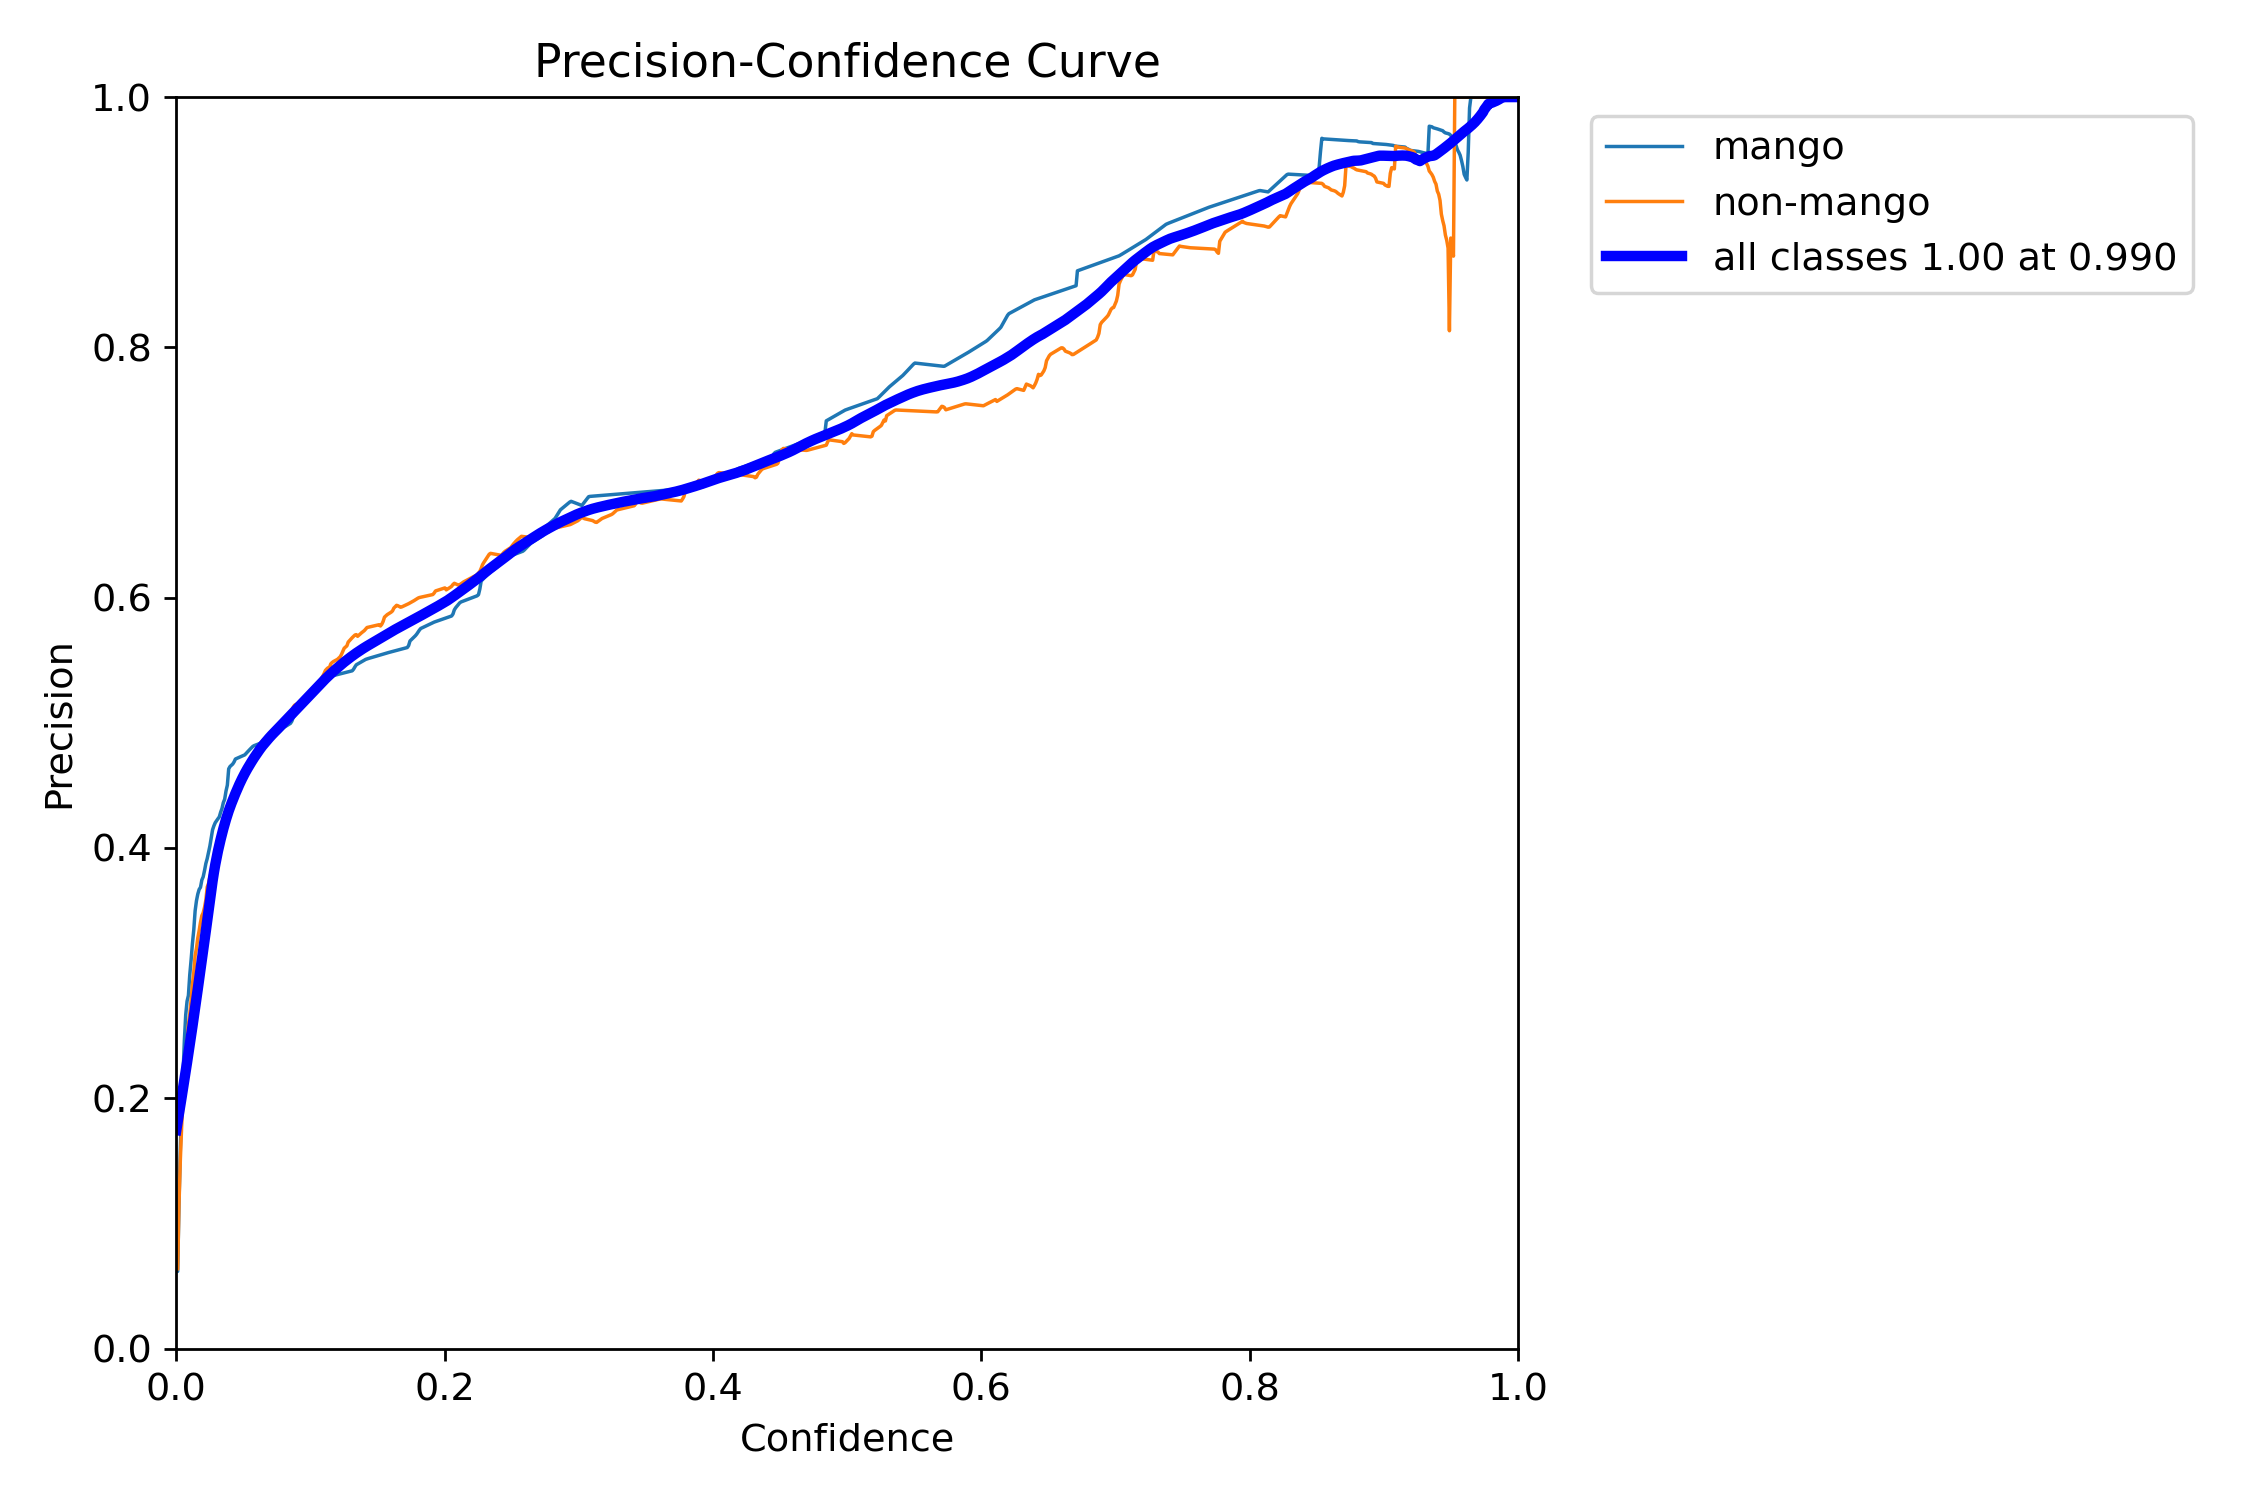 Precision-Confidence Curve
1.0
0.8
0.6
0.4
0.2
0.0
Precision
0.0 0.2 0.4 0.6 0.8 1.0
Confidence
mango
non-mango
all classes 1.00 at 0.990